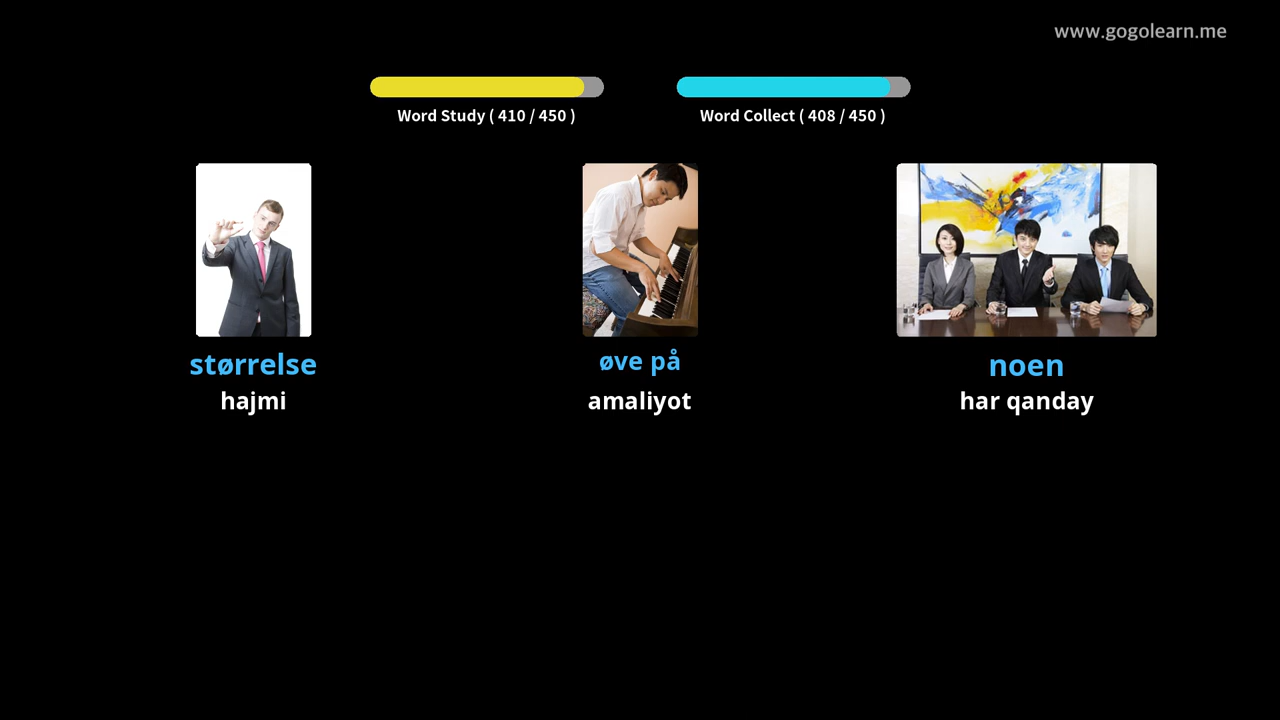 www.gogolearn.me
Word Study ( 410 / 450 )
Word Collect ( 408 / 450 )
størrelse
hajmi
øve på
amaliyot
noen
har qanday